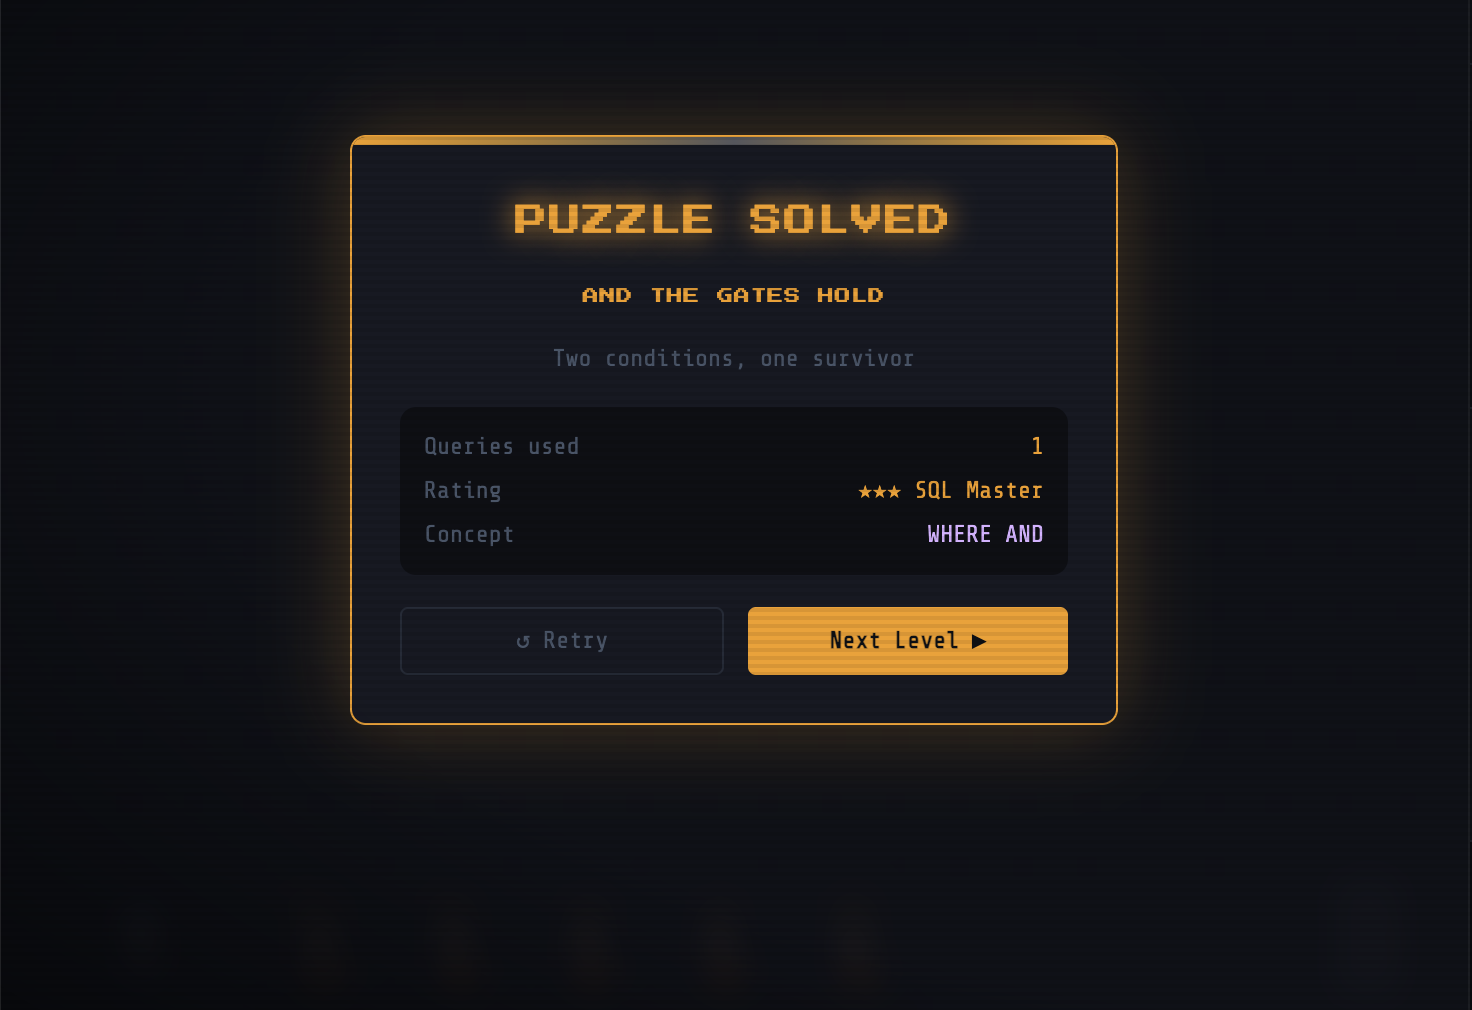 PUZZLE SOLVED
AND THE GATES HOLD
Two conditions, one survivor
Queries used 1
Rating ★★★ SQL Master
Concept WHERE AND
↺ Retry
Next Level ▶